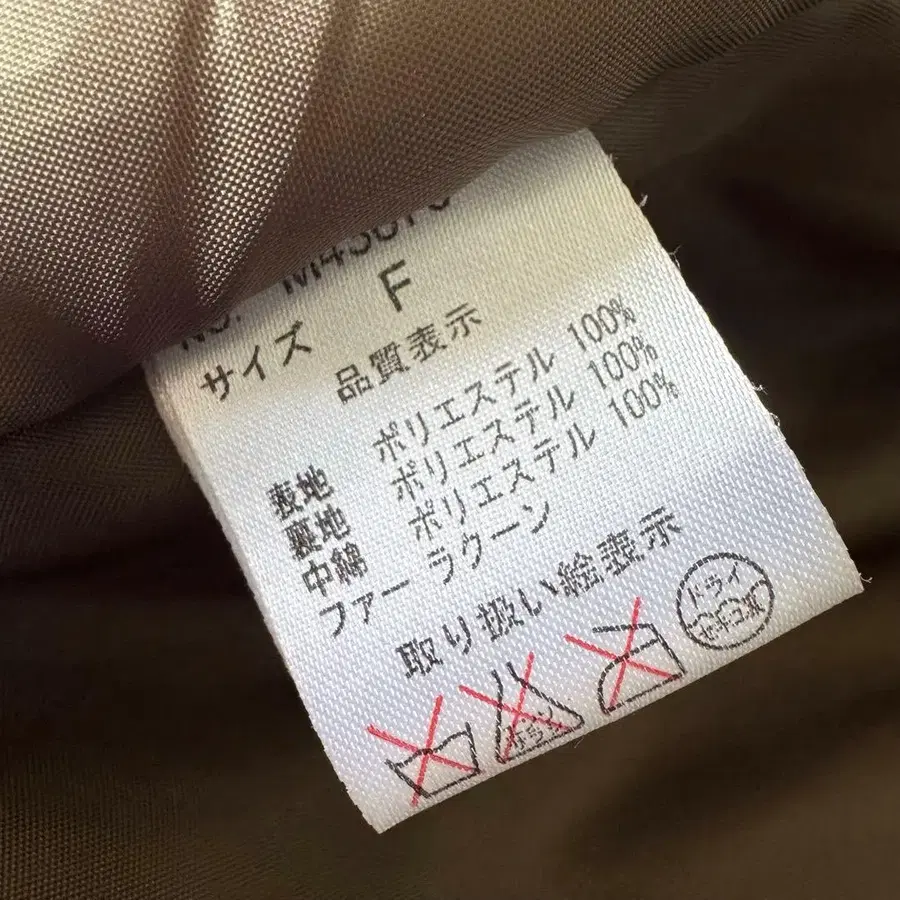 No.
サイズ F
品質表示
表地 ポリエステル 100%
裏地 ポリエステル 100%
中綿 ポリエステル 100%
ファー ラクーン
取り扱い絵表示
ドライ
セキユ系